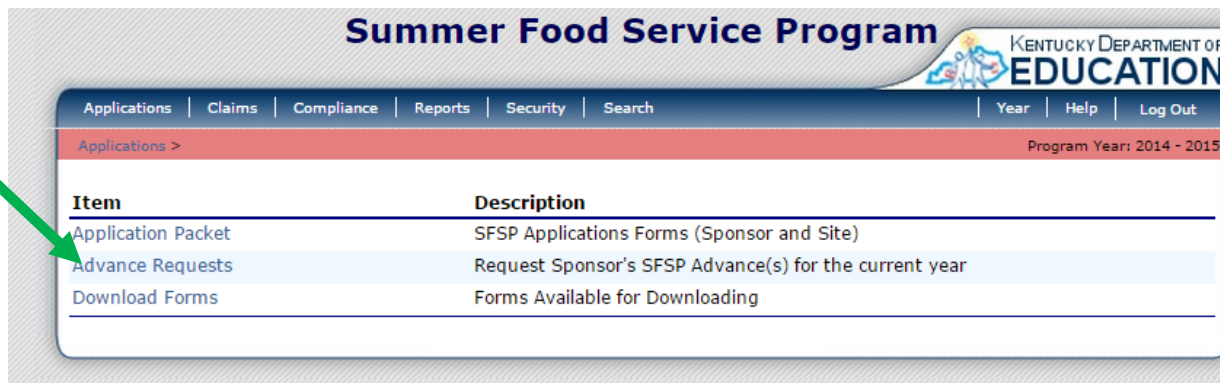 Summer Food Service Program
KENTUCKY DEPARTMENT OF
EDUCATION
Applications | Claims | Compliance | Reports | Security | Search | Year | Help | Log Out
Applications > Program Year: 2014 - 2015
Item Description
Application Packet SFSP Applications Forms (Sponsor and Site)
Advance Requests Request Sponsor's SFSP Advance(s) for the current year
Download Forms Forms Available for Downloading